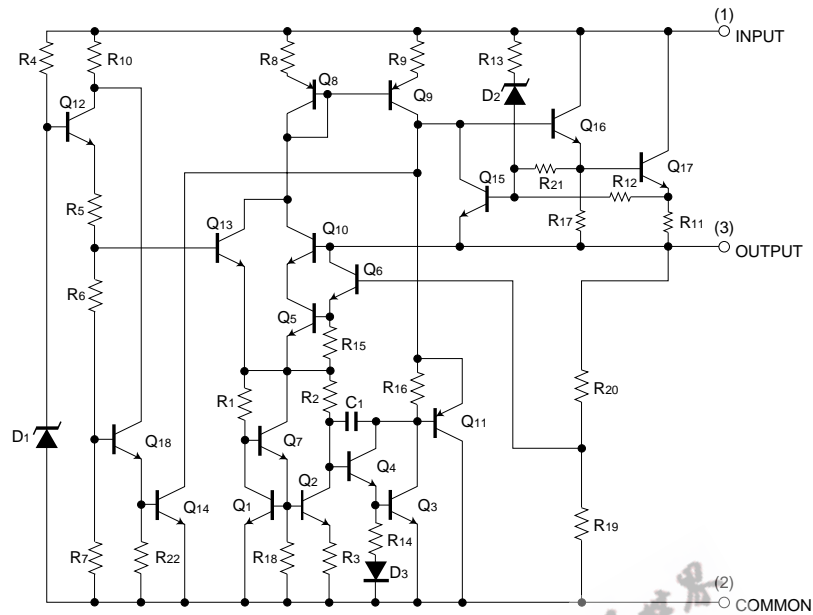 (1)
INPUT
R4
R10
R8
R9
R13
Q8
Q9
D2
Q12
Q16
Q15
Q17
R21
R12
R5
R17
R11
(3)
OUTPUT
Q13
Q10
Q6
R6
Q5
R15
R20
R1
R2
C1
R16
Q11
D1
Q18
Q7
Q4
Q14
Q1
Q2
Q3
R19
R7
R22
R18
R3
R14
D3
(2)
COMMON